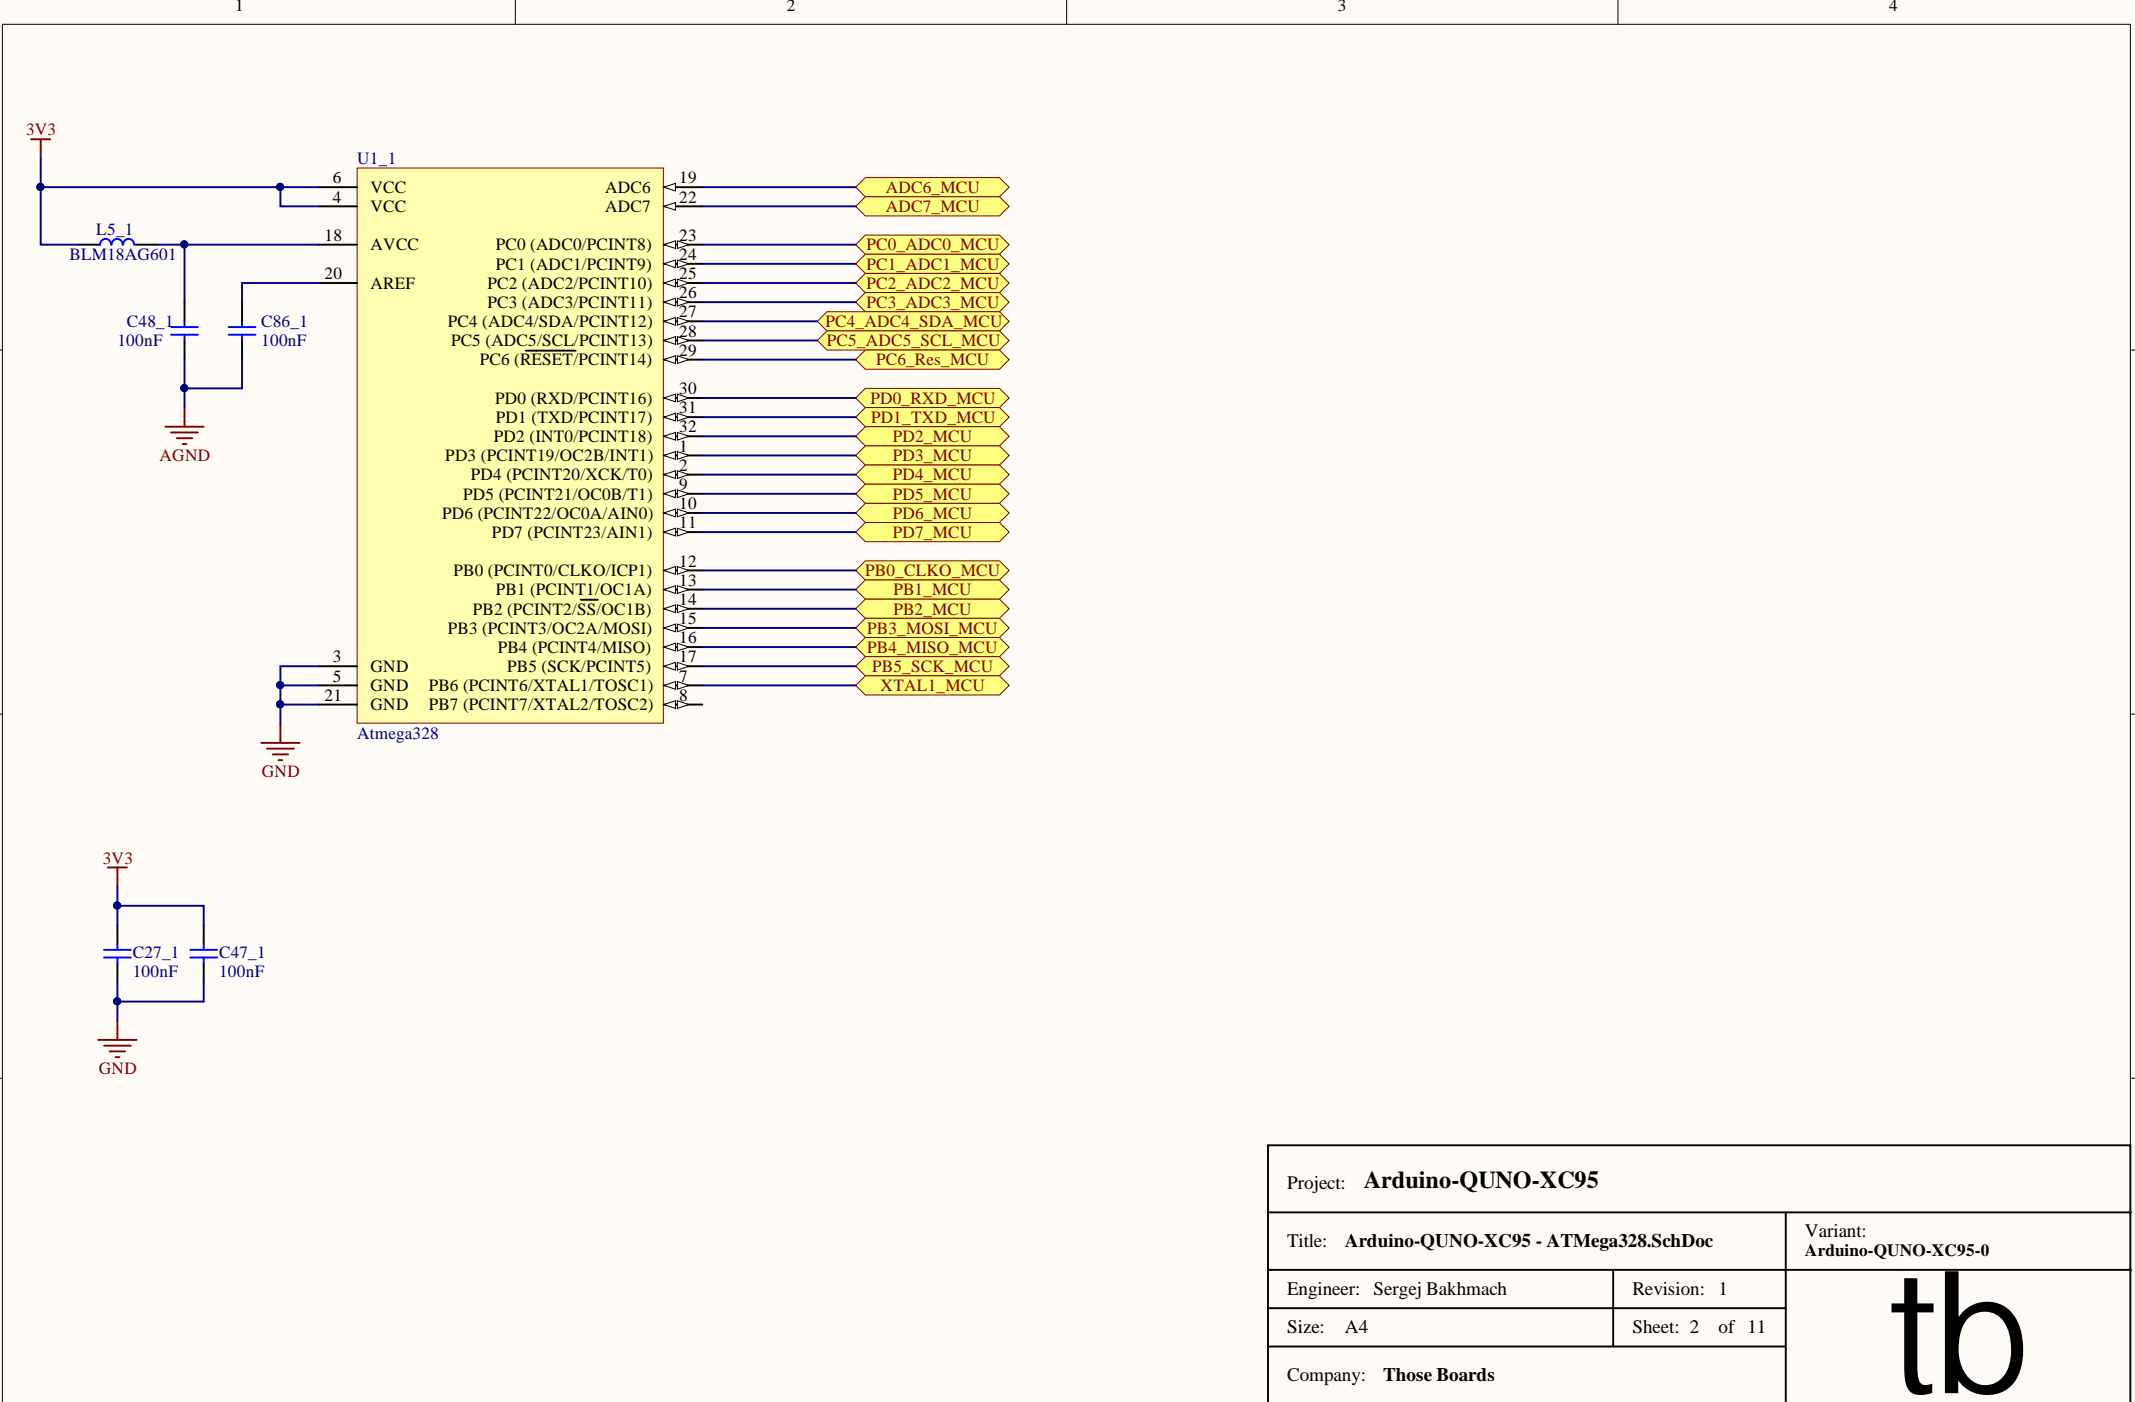 1 2 3 4
3V3
U1_1
6 VCC ADC6 19 ADC6_MCU
4 VCC ADC7 22 ADC7_MCU
L5_1
BLM18AG601
18 AVCC PC0 (ADC0/PCINT8) 23 PC0_ADC0_MCU
PC1 (ADC1/PCINT9) 24 PC1_ADC1_MCU
20 AREF PC2 (ADC2/PCINT10) 25 PC2_ADC2_MCU
PC3 (ADC3/PCINT11) 26 PC3_ADC3_MCU
C48_1
100nF
C86_1
100nF
PC4 (ADC4/SDA/PCINT12) 27 PC4_ADC4_SDA_MCU
PC5 (ADC5/SCL/PCINT13) 28 PC5_ADC5_SCL_MCU
PC6 (RESET/PCINT14) 29 PC6_Res_MCU
AGND
PD0 (RXD/PCINT16) 30 PD0_RXD_MCU
PD1 (TXD/PCINT17) 31 PD1_TXD_MCU
PD2 (INT0/PCINT18) 32 PD2_MCU
PD3 (PCINT19/OC2B/INT1) 1 PD3_MCU
PD4 (PCINT20/XCK/T0) 2 PD4_MCU
PD5 (PCINT21/OC0B/T1) 9 PD5_MCU
PD6 (PCINT22/OC0A/AIN0) 10 PD6_MCU
PD7 (PCINT23/AIN1) 11 PD7_MCU
PB0 (PCINT0/CLKO/ICP1) 12 PB0_CLKO_MCU
PB1 (PCINT1/OC1A) 13 PB1_MCU
PB2 (PCINT2/SS/OC1B) 14 PB2_MCU
PB3 (PCINT3/OC2A/MOSI) 15 PB3_MOSI_MCU
PB4 (PCINT4/MISO) 16 PB4_MISO_MCU
3 GND PB5 (SCK/PCINT5) 17 PB5_SCK_MCU
5 GND PB6 (PCINT6/XTAL1/TOSC1) 7 XTAL1_MCU
21 GND PB7 (PCINT7/XTAL2/TOSC2) 8
Atmega328
GND
3V3
C27_1
100nF
C47_1
100nF
GND
Project: Arduino-QUNO-XC95
Title: Arduino-QUNO-XC95 - ATMega328.SchDoc
Variant:
Arduino-QUNO-XC95-0
Engineer: Sergej Bakhmach
Revision: 1
Size: A4
Sheet: 2 of 11
Company: Those Boards
tb